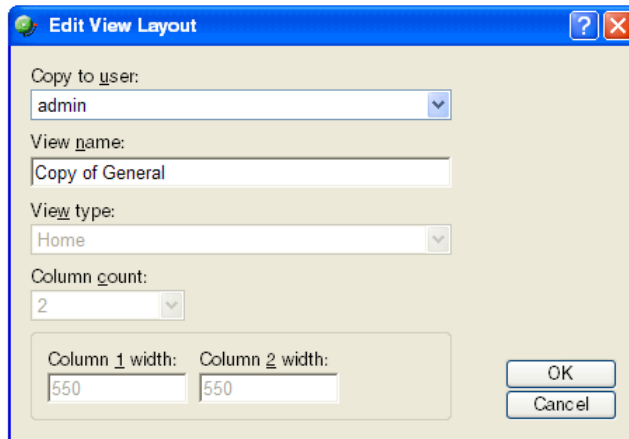 Edit View Layout
Copy to user:
admin
View name:
Copy of General
View type:
Home
Column count:
2
Column 1 width: Column 2 width:
550 550
OK
Cancel